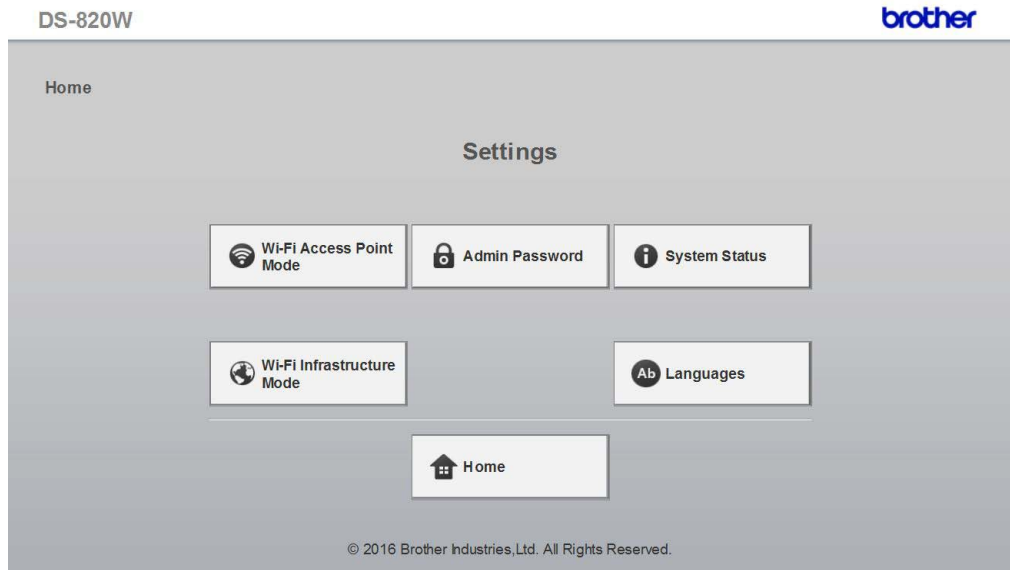 DS-820W
brother
Home
Settings
Wi-Fi Access Point
Mode
Admin Password
System Status
Wi-Fi Infrastructure
Mode
Ab
Languages
Home
© 2016 Brother Industries,Ltd. All Rights Reserved.